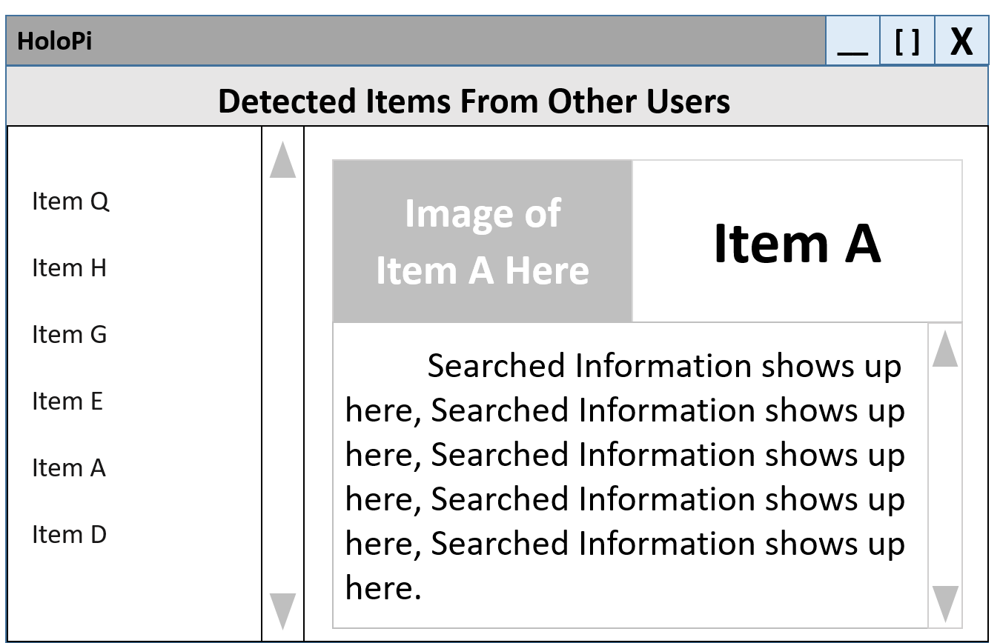 HoloPi
__ [ ] X
Detected Items From Other Users
Item Q
Item H
Item G
Item E
Item A
Item D
Image of
Item A Here
Item A
Searched Information shows up
here, Searched Information shows up
here, Searched Information shows up
here, Searched Information shows up
here, Searched Information shows up
here.